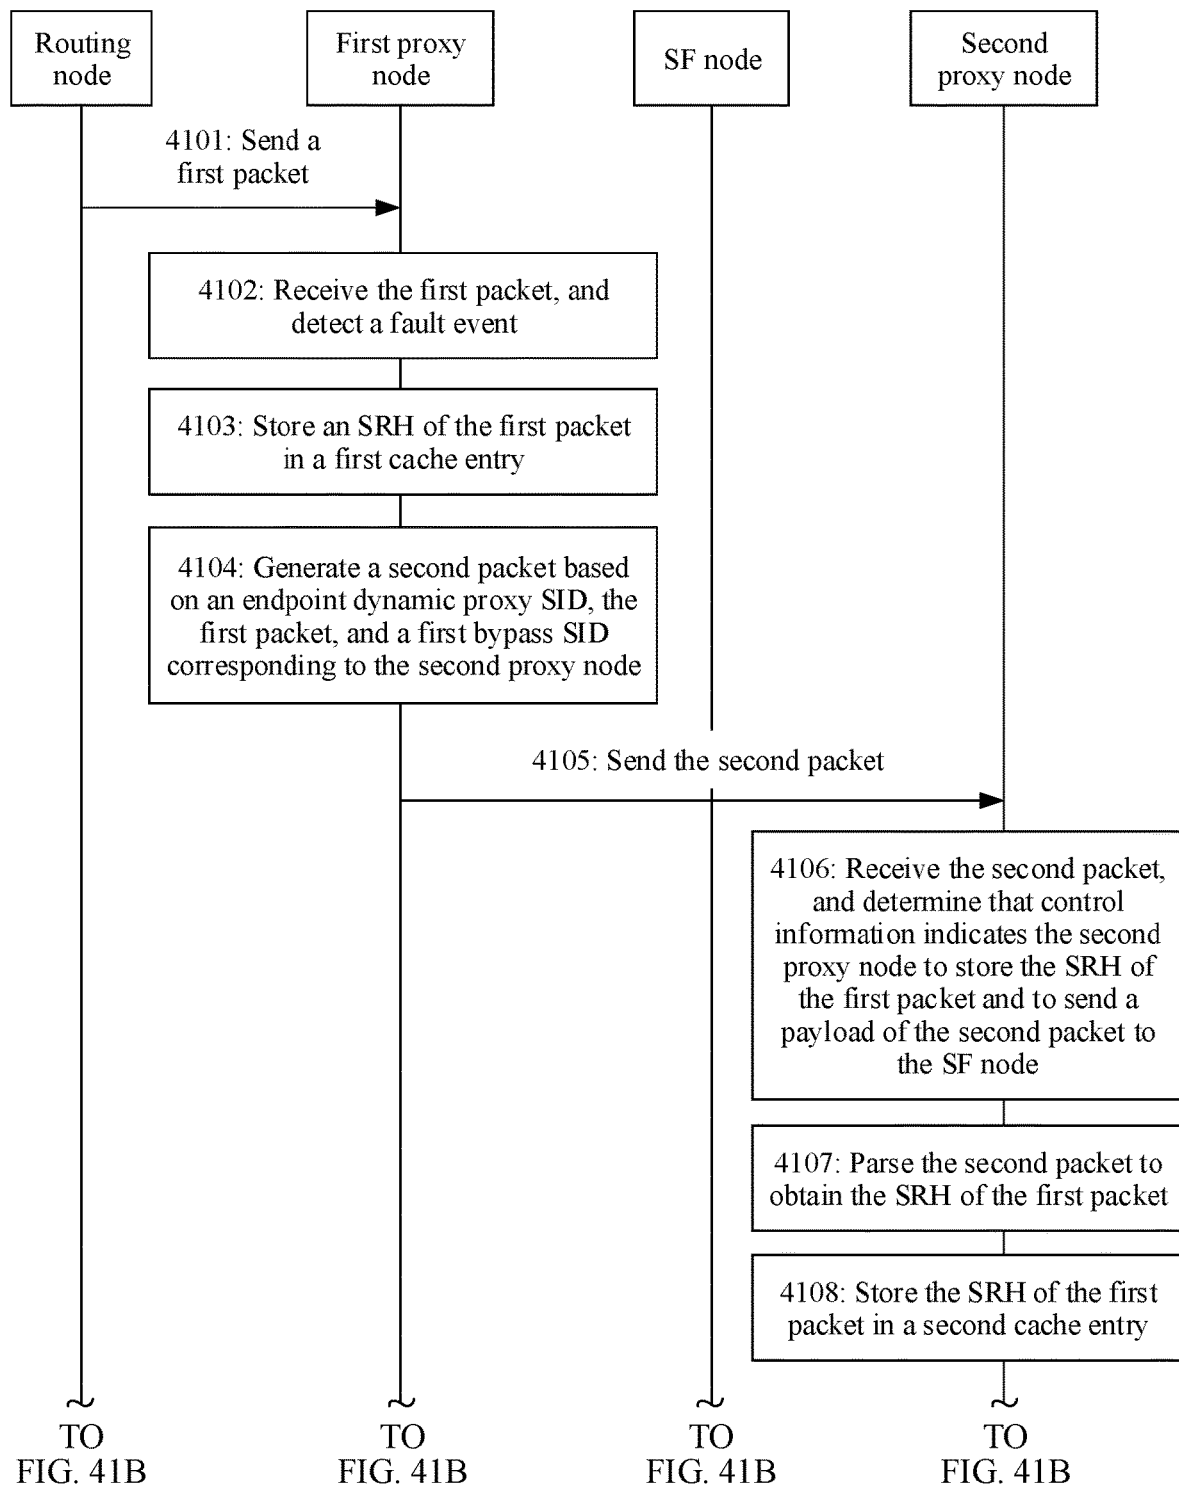 Routing
node
First proxy
node
SF node
Second
proxy node
4101: Send a
first packet
4102: Receive the first packet, and
detect a fault event
4103: Store an SRH of the first packet
in a first cache entry
4104: Generate a second packet based
on an endpoint dynamic proxy SID, the
first packet, and a first bypass SID
corresponding to the second proxy node
4105: Send the second packet
4106: Receive the second packet,
and determine that control
information indicates the second
proxy node to store the SRH of
the first packet and to send a
payload of the second packet to
the SF node
4107: Parse the second packet to
obtain the SRH of the first packet
4108: Store the SRH of the first
packet in a second cache entry
TO
FIG. 41B
TO
FIG. 41B
TO
FIG. 41B
TO
FIG. 41B